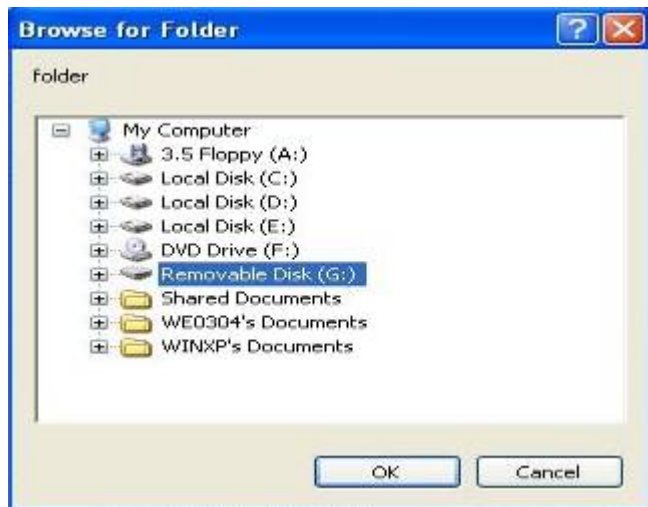 Browse for Folder
folder
My Computer
3.5 Floppy (A:)
Local Disk (C:)
Local Disk (D:)
Local Disk (E:)
DVD Drive (F:)
Removable Disk (G:)
Shared Documents
WE0304's Documents
WINXP's Documents
OK Cancel